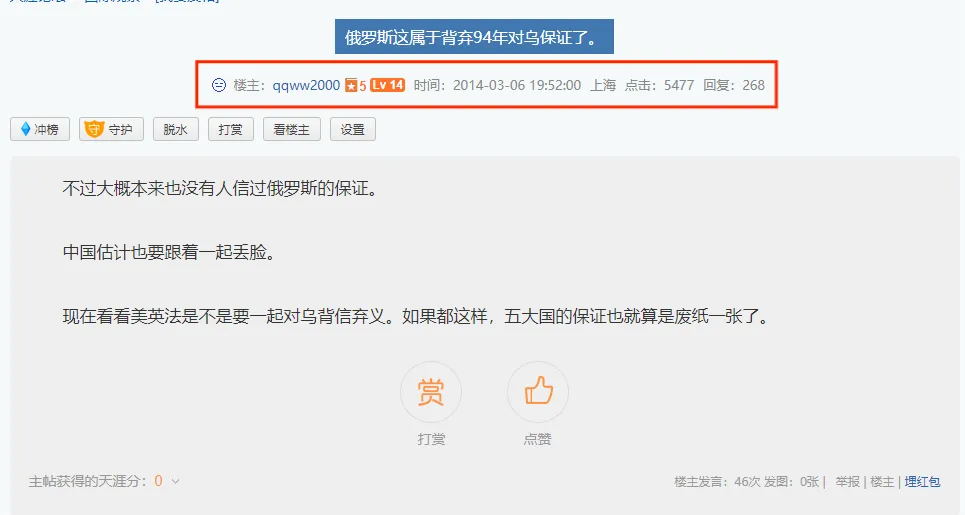 俄罗斯这属于背弃94年对乌保证了。
楼主：qqww2000 5 Lv 14 时间：2014-03-06 19:52:00 上海 点击：5477 回复：268
冲榜 守 守护 脱水 打赏 看楼主 设置
不过大概本来也没有人信过俄罗斯的保证。
中国估计也要跟着一起丢脸。
现在看看美英法是不是要一起对乌背信弃义。如果都这样，五大国的保证也就算是废纸一张了。
赏
打赏 点赞
主帖获得的天涯分：0
楼主发言：46次 发图：0张 | 举报 | 楼主 | 埋红包